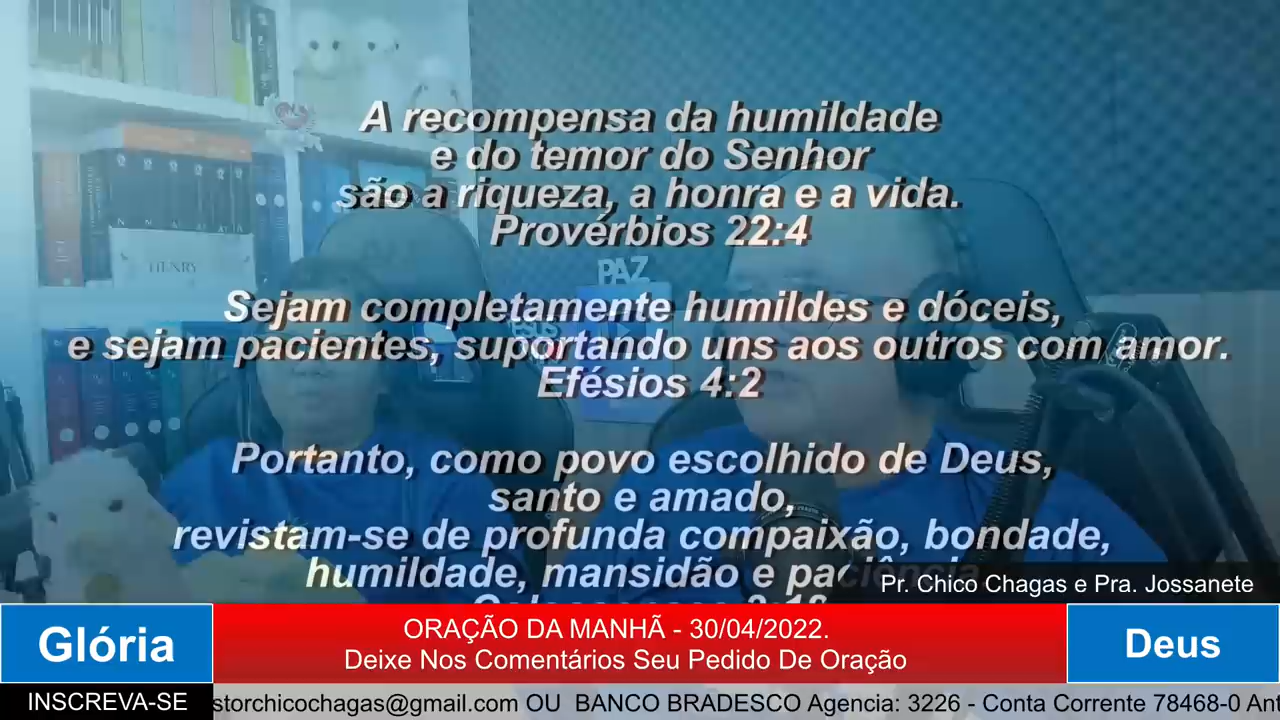 A recompensa da humildade
e do temor do Senhor
são a riqueza, a honra e a vida.
Provérbios 22:4
HENRY
PAZ
Sejam completamente humildes e dóceis,
e sejam pacientes, suportando uns aos outros com amor.
Efésios 4:2
Portanto, como povo escolhido de Deus,
santo e amado,
revistam-se de profunda compaixão, bondade,
humildade, mansidão e paciência
Pr. Chico Chagas e Pra. Jossanete
Glória
ORAÇÃO DA MANHÃ - 30/04/2022.
Deixe Nos Comentários Seu Pedido De Oração
Deus
INSCREVA-SE
storchicochagas@gmail.com OU BANCO BRADESCO Agencia: 3226 - Conta Corrente 78468-0 Ant